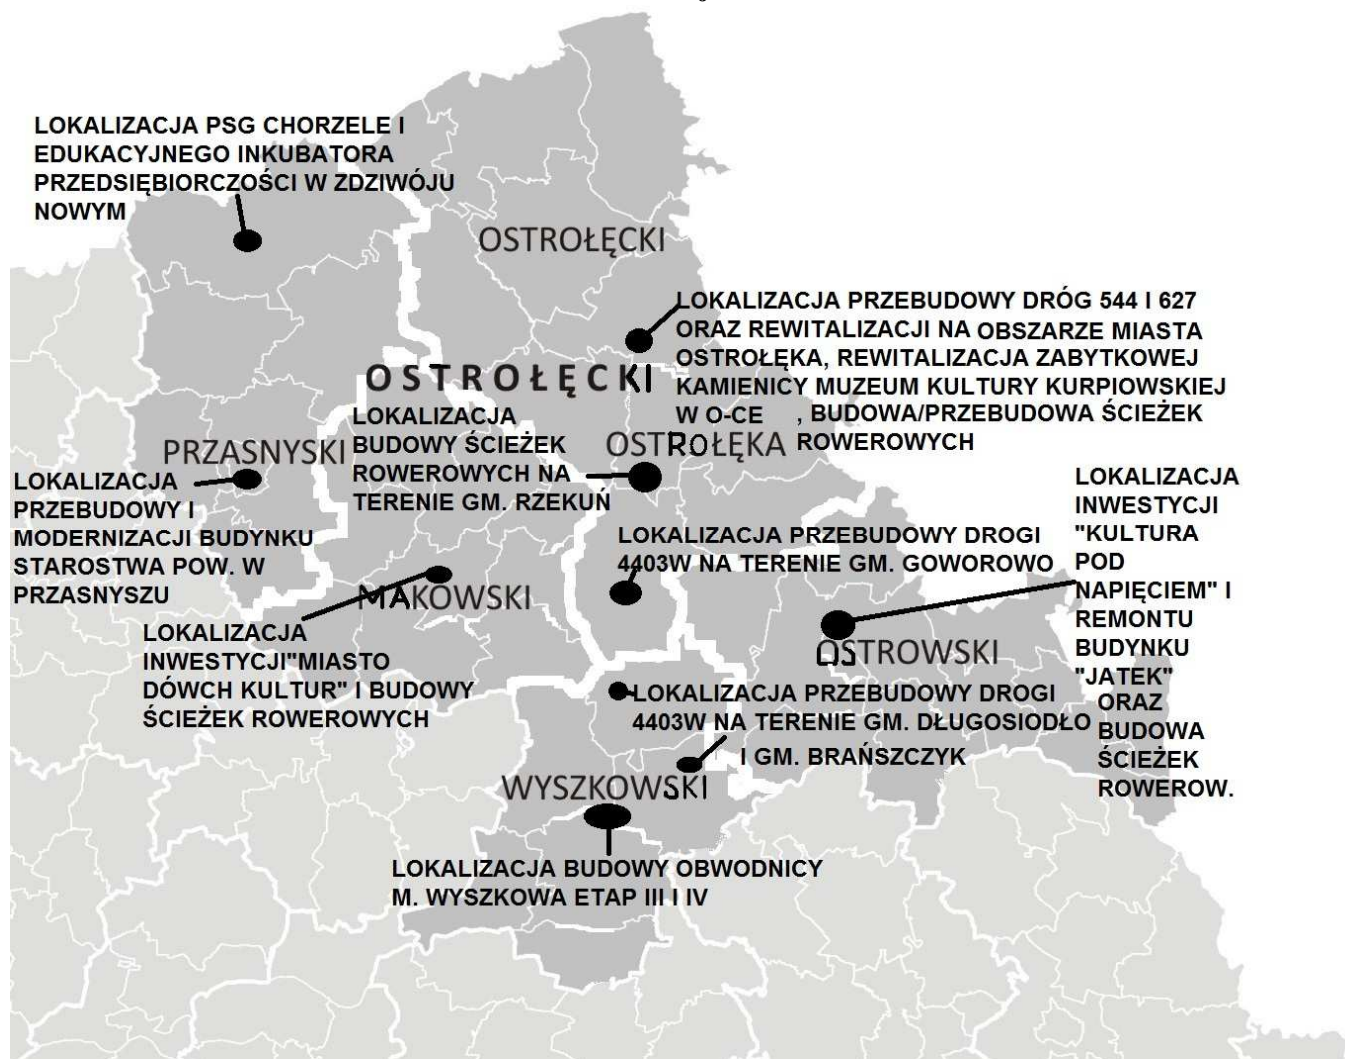 LOKALIZACJA PSG CHORZELE I
EDUKACYJNEGO INKUBATORA
PRZEDSIĘBIORCZOŚCI W ZDZIWÓJU
NOWYM
OSTROŁĘCKI
LOKALIZACJA PRZEBUDOWY DRÓG 544 I 627
ORAZ REWITALIZACJI NA OBSZARZE MIASTA
OSTROŁĘKA, REWITALIZACJA ZABYTKOWEJ
KAMIENICY MUZEUM KULTURY KURPIOWSKIEJ
W O-CE , BUDOWA/PRZEBUDOWA ŚCIEŻEK
ROWEROWYCH
OSTROŁĘCKI
LOKALIZACJA
BUDOWY ŚCIEŻEK
ROWEROWYCH NA
TERENIE GM. RZEKUŃ
OSTROŁĘKA
PRZASNYSKI
LOKALIZACJA
PRZEBUDOWY I
MODERNIZACJI BUDYNKU
STAROSTWA POW. W
PRZASNYSZU
LOKALIZACJA
INWESTYCJI
"KULTURA
POD
NAPIĘCIEM" I
REMONTU
BUDYNKU
"JATEK"
ORAZ
BUDOWA
ŚCIEŻEK
ROWEROW.
LOKALIZACJA PRZEBUDOWY DROGI
4403W NA TERENIE GM. GOWOROWO
MAKOWSKI
LOKALIZACJA
INWESTYCJI"MIASTO
DÓWCH KULTUR" I BUDOWY
ŚCIEŻEK ROWEROWYCH
OSTROWSKI
LOKALIZACJA PRZEBUDOWY DROGI
4403W NA TERENIE GM. DŁUGOSIODŁO
I GM. BRAŃSZCZYK
WYSZKOWSKI
LOKALIZACJA BUDOWY OBWODNICY
M. WYSZKOWA ETAP III I IV